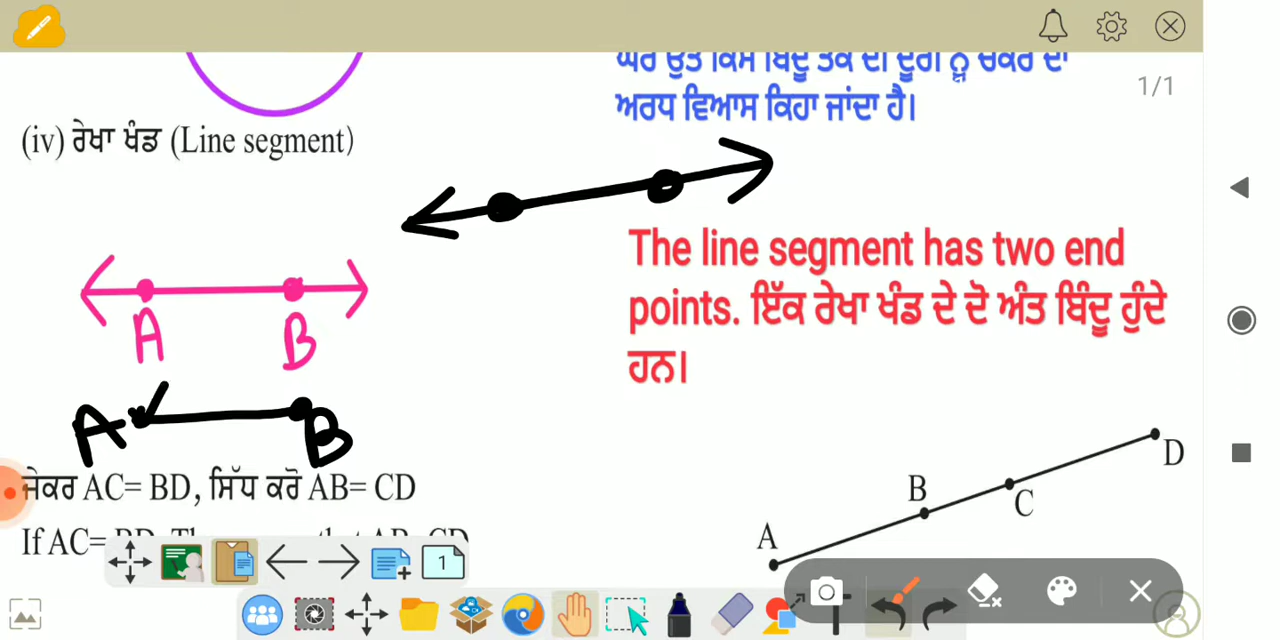 ਘੇਰੇ ਉੱਤੇ ਕਿਸੇ ਬਿੰਦੂ ਤੱਕ ਦੀ ਦੂਰੀ ਨੂੰ ਚੱਕਰ ਦਾ
ਅਰਧ ਵਿਆਸ ਕਿਹਾ ਜਾਂਦਾ ਹੈ।
1/1
(iv) ਰੇਖਾ ਖੰਡ (Line segment)
The line segment has two end
points. ਇੱਕ ਰੇਖਾ ਖੰਡ ਦੇ ਦੋ ਅੰਤ ਬਿੰਦੂ ਹੁੰਦੇ
ਹਨ।
A B
A B
ਜੇਕਰ AC= BD, ਸਿੱਧ ਕਰੋ AB= CD
If AC=
A B C D
1